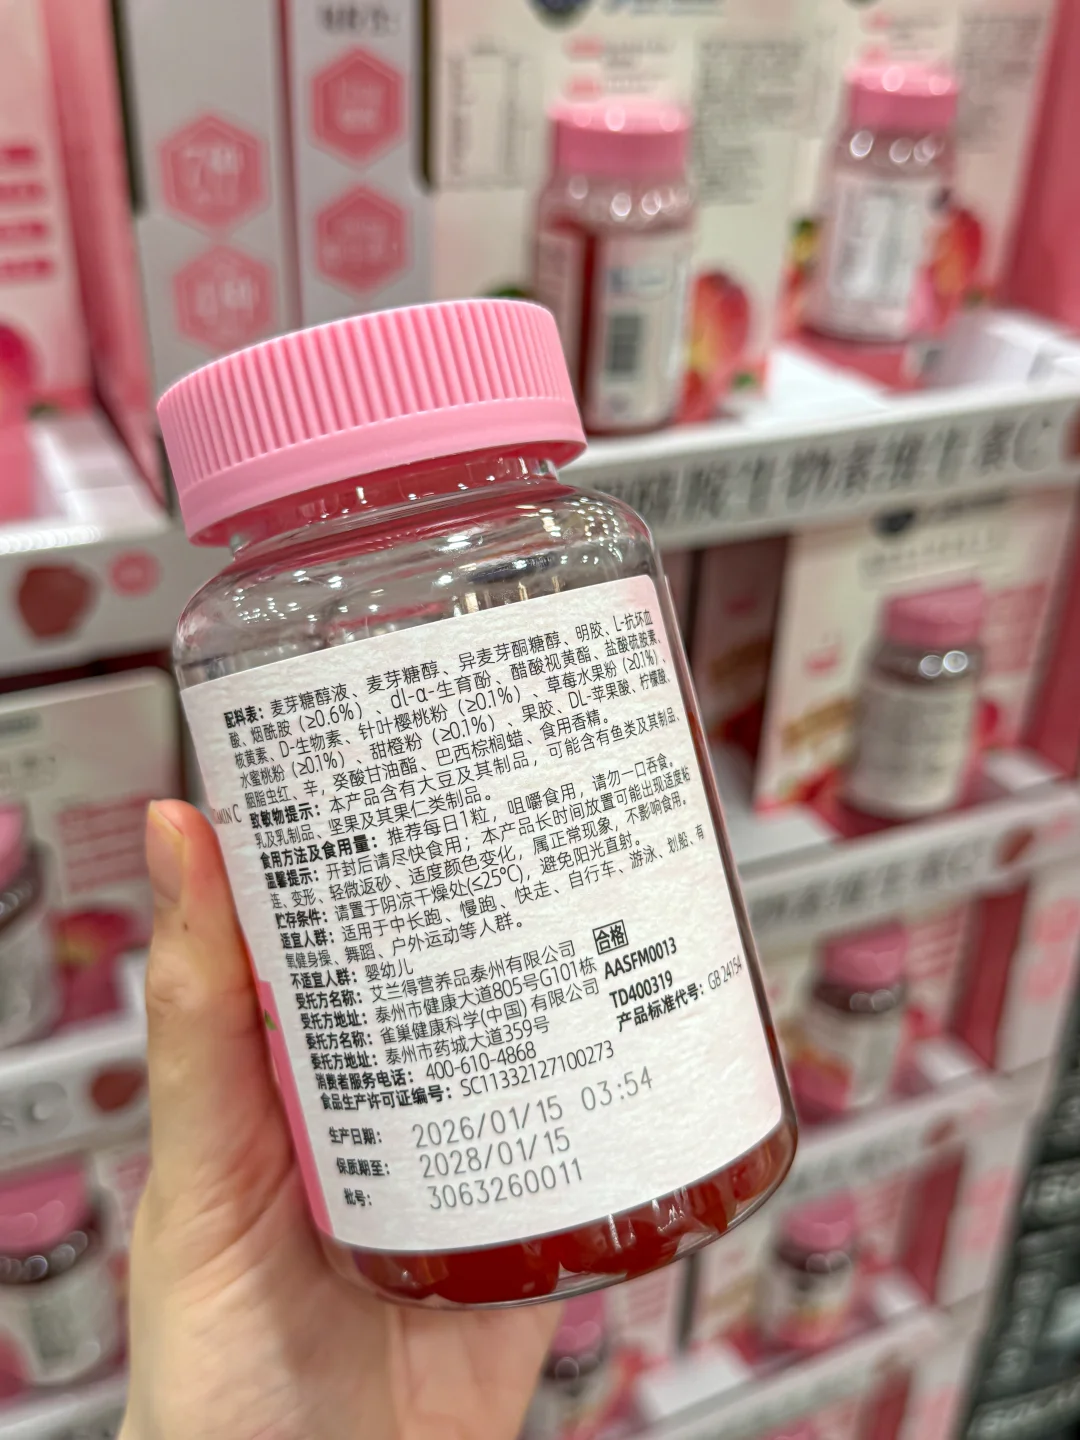 配料表：麦芽糖醇液、麦芽糖醇、异麦芽酮糖醇、明胶、L-抗坏血
酸、烟酰胺（≥0.6%）、dl-α-生育酚、醋酸视黄酯、盐酸硫胺素、
核黄素、D-生物素、针叶樱桃粉（≥0.1%）、草莓水果粉（≥0.1%）、
水蜜桃粉（≥0.1%）、甜橙粉（≥0.1%）、果胶、DL-苹果酸、柠檬酸、
胭脂虫红、辛，癸酸甘油酯、巴西棕榈蜡、食用香精。
致敏物提示：本产品含有大豆及其制品，可能含有鱼类及其制品、
乳及乳制品、坚果及其果仁类制品。
食用方法及食用量：推荐每日1粒，咀嚼食用，请勿一口吞食。
温馨提示：开封后请尽快食用；本产品长时间放置可能出现适度粘
连、变形、轻微返砂、适度颜色变化，属正常现象，不影响食用。
贮存条件：请置于阴凉干燥处(≤25℃)，避免阳光直射。
适宜人群：适用于中长跑、慢跑、快走、自行车、游泳、划船、有
氧健身操、舞蹈、户外运动等人群。
不适宜人群：婴幼儿
受托方名称：艾兰得营养品泰州有限公司
受托方地址：泰州市健康大道805号G101栋
委托方名称：雀巢健康科学(中国)有限公司
委托方地址：泰州市药城大道359号
消费者服务电话：400-610-4868
食品生产许可证编号：SC11332127100273
合格
AASFM0013
TD400319
产品标准代号：GB 24154
生产日期：2026/01/15 03:54
保质期至：2028/01/15
批号：3063260011